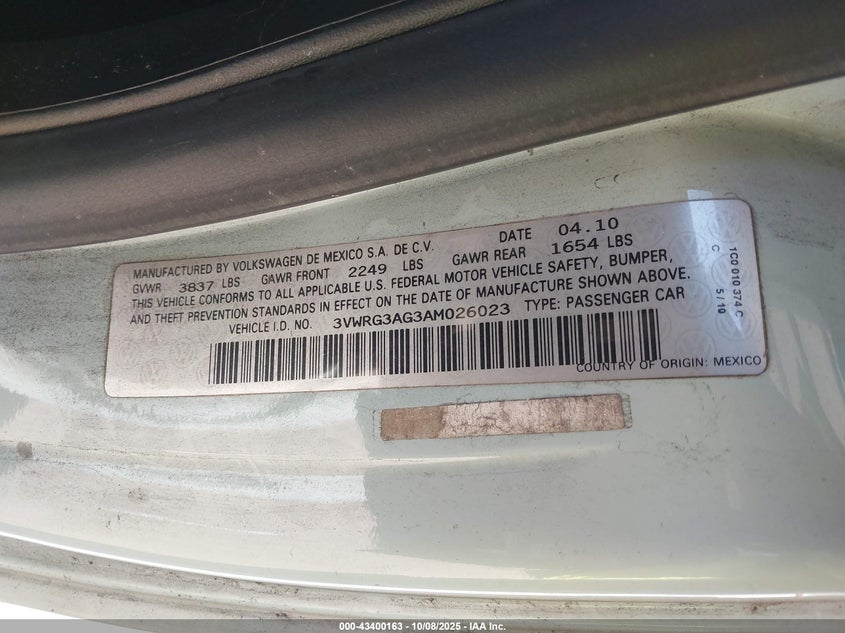 MANUFACTURED BY VOLKSWAGEN DE MEXICO S.A. DE C.V. DATE 04.10
GVWR 3837 LBS GAWR FRONT 2249 LBS GAWR REAR 1654 LBS
THIS VEHICLE CONFORMS TO ALL APPLICABLE U.S. FEDERAL MOTOR VEHICLE SAFETY, BUMPER,
AND THEFT PREVENTION STANDARDS IN EFFECT ON THE DATE OF MANUFACTURE SHOWN ABOVE.
VEHICLE I.D. NO. 3VWRG3AG3AM026023 TYPE: PASSENGER CAR
COUNTRY OF ORIGIN: MEXICO
1C0 010 374 C
C 5/10
000-43400163 - 10/08/2025 - IAA Inc.